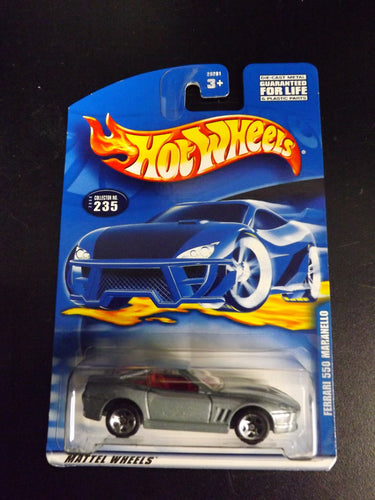 29281
3+
DIE-CAST METAL
GUARANTEED
FOR LIFE
& PLASTIC PARTS
HOT WHEELS
COLLECTOR NO.
235
FERRARI 550 MARANELLO
MATTEL WHEELS